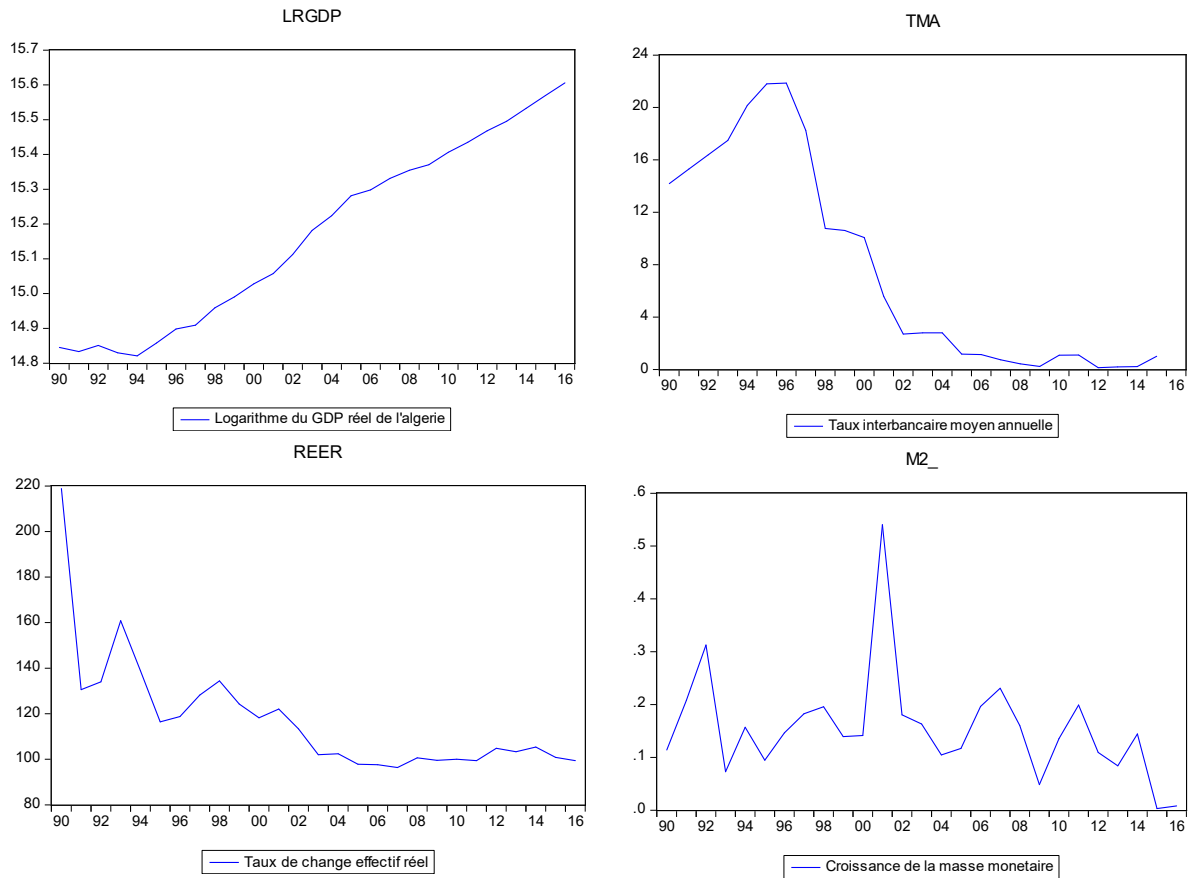 LRGDP
15.7
15.6
15.5
15.4
15.3
15.2
15.1
15.0
14.9
14.8
90 92 94 96 98 00 02 04 06 08 10 12 14 16
Logarithme du GDP réel de l'algerie
TMA
24
20
16
12
8
4
0
90 92 94 96 98 00 02 04 06 08 10 12 14 16
Taux interbancaire moyen annuelle
REER
220
200
180
160
140
120
100
80
90 92 94 96 98 00 02 04 06 08 10 12 14 16
Taux de change effectif réel
M2_
.6
.5
.4
.3
.2
.1
.0
90 92 94 96 98 00 02 04 06 08 10 12 14 16
Croissance de la masse monetaire